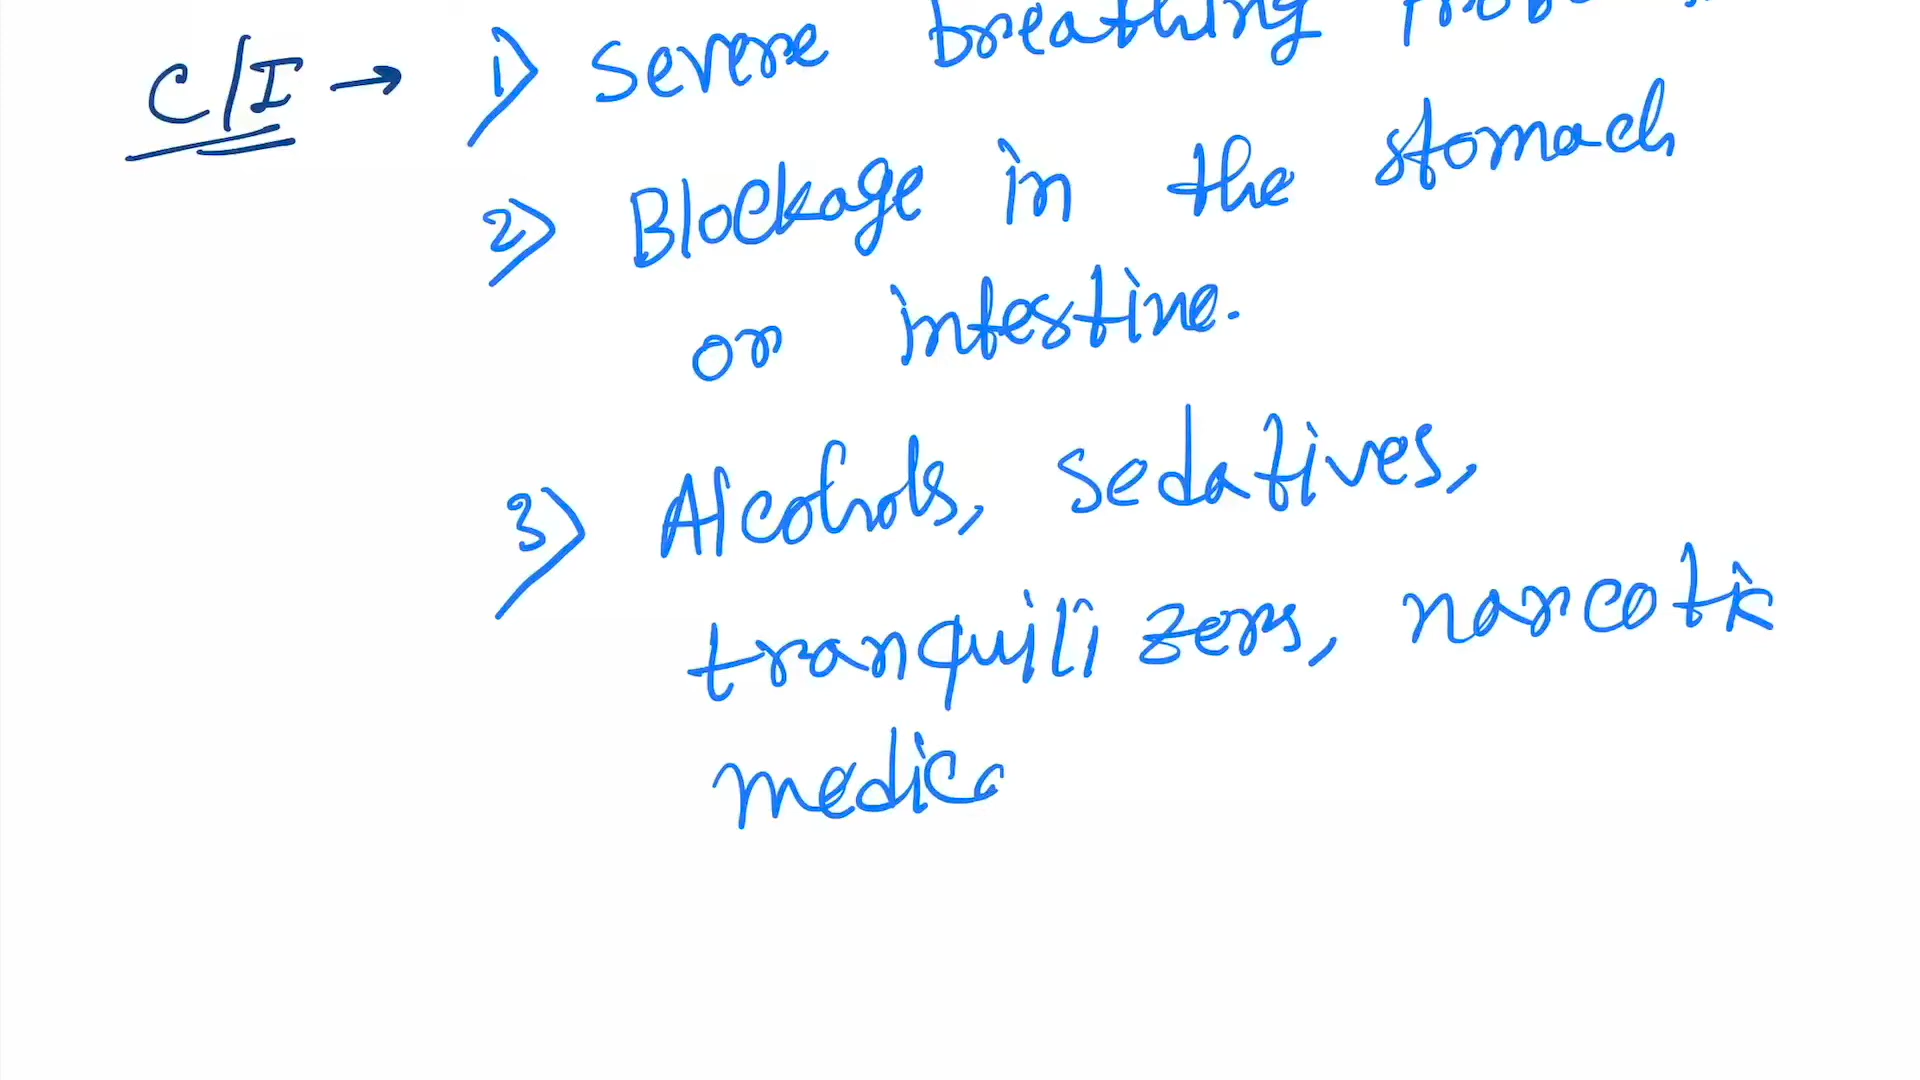 C/I → 1) Severe breathing
2) Blockage in the stomach
or intestine.
3) Alcohols, sedatives,
tranquilizers, narcotic
medica